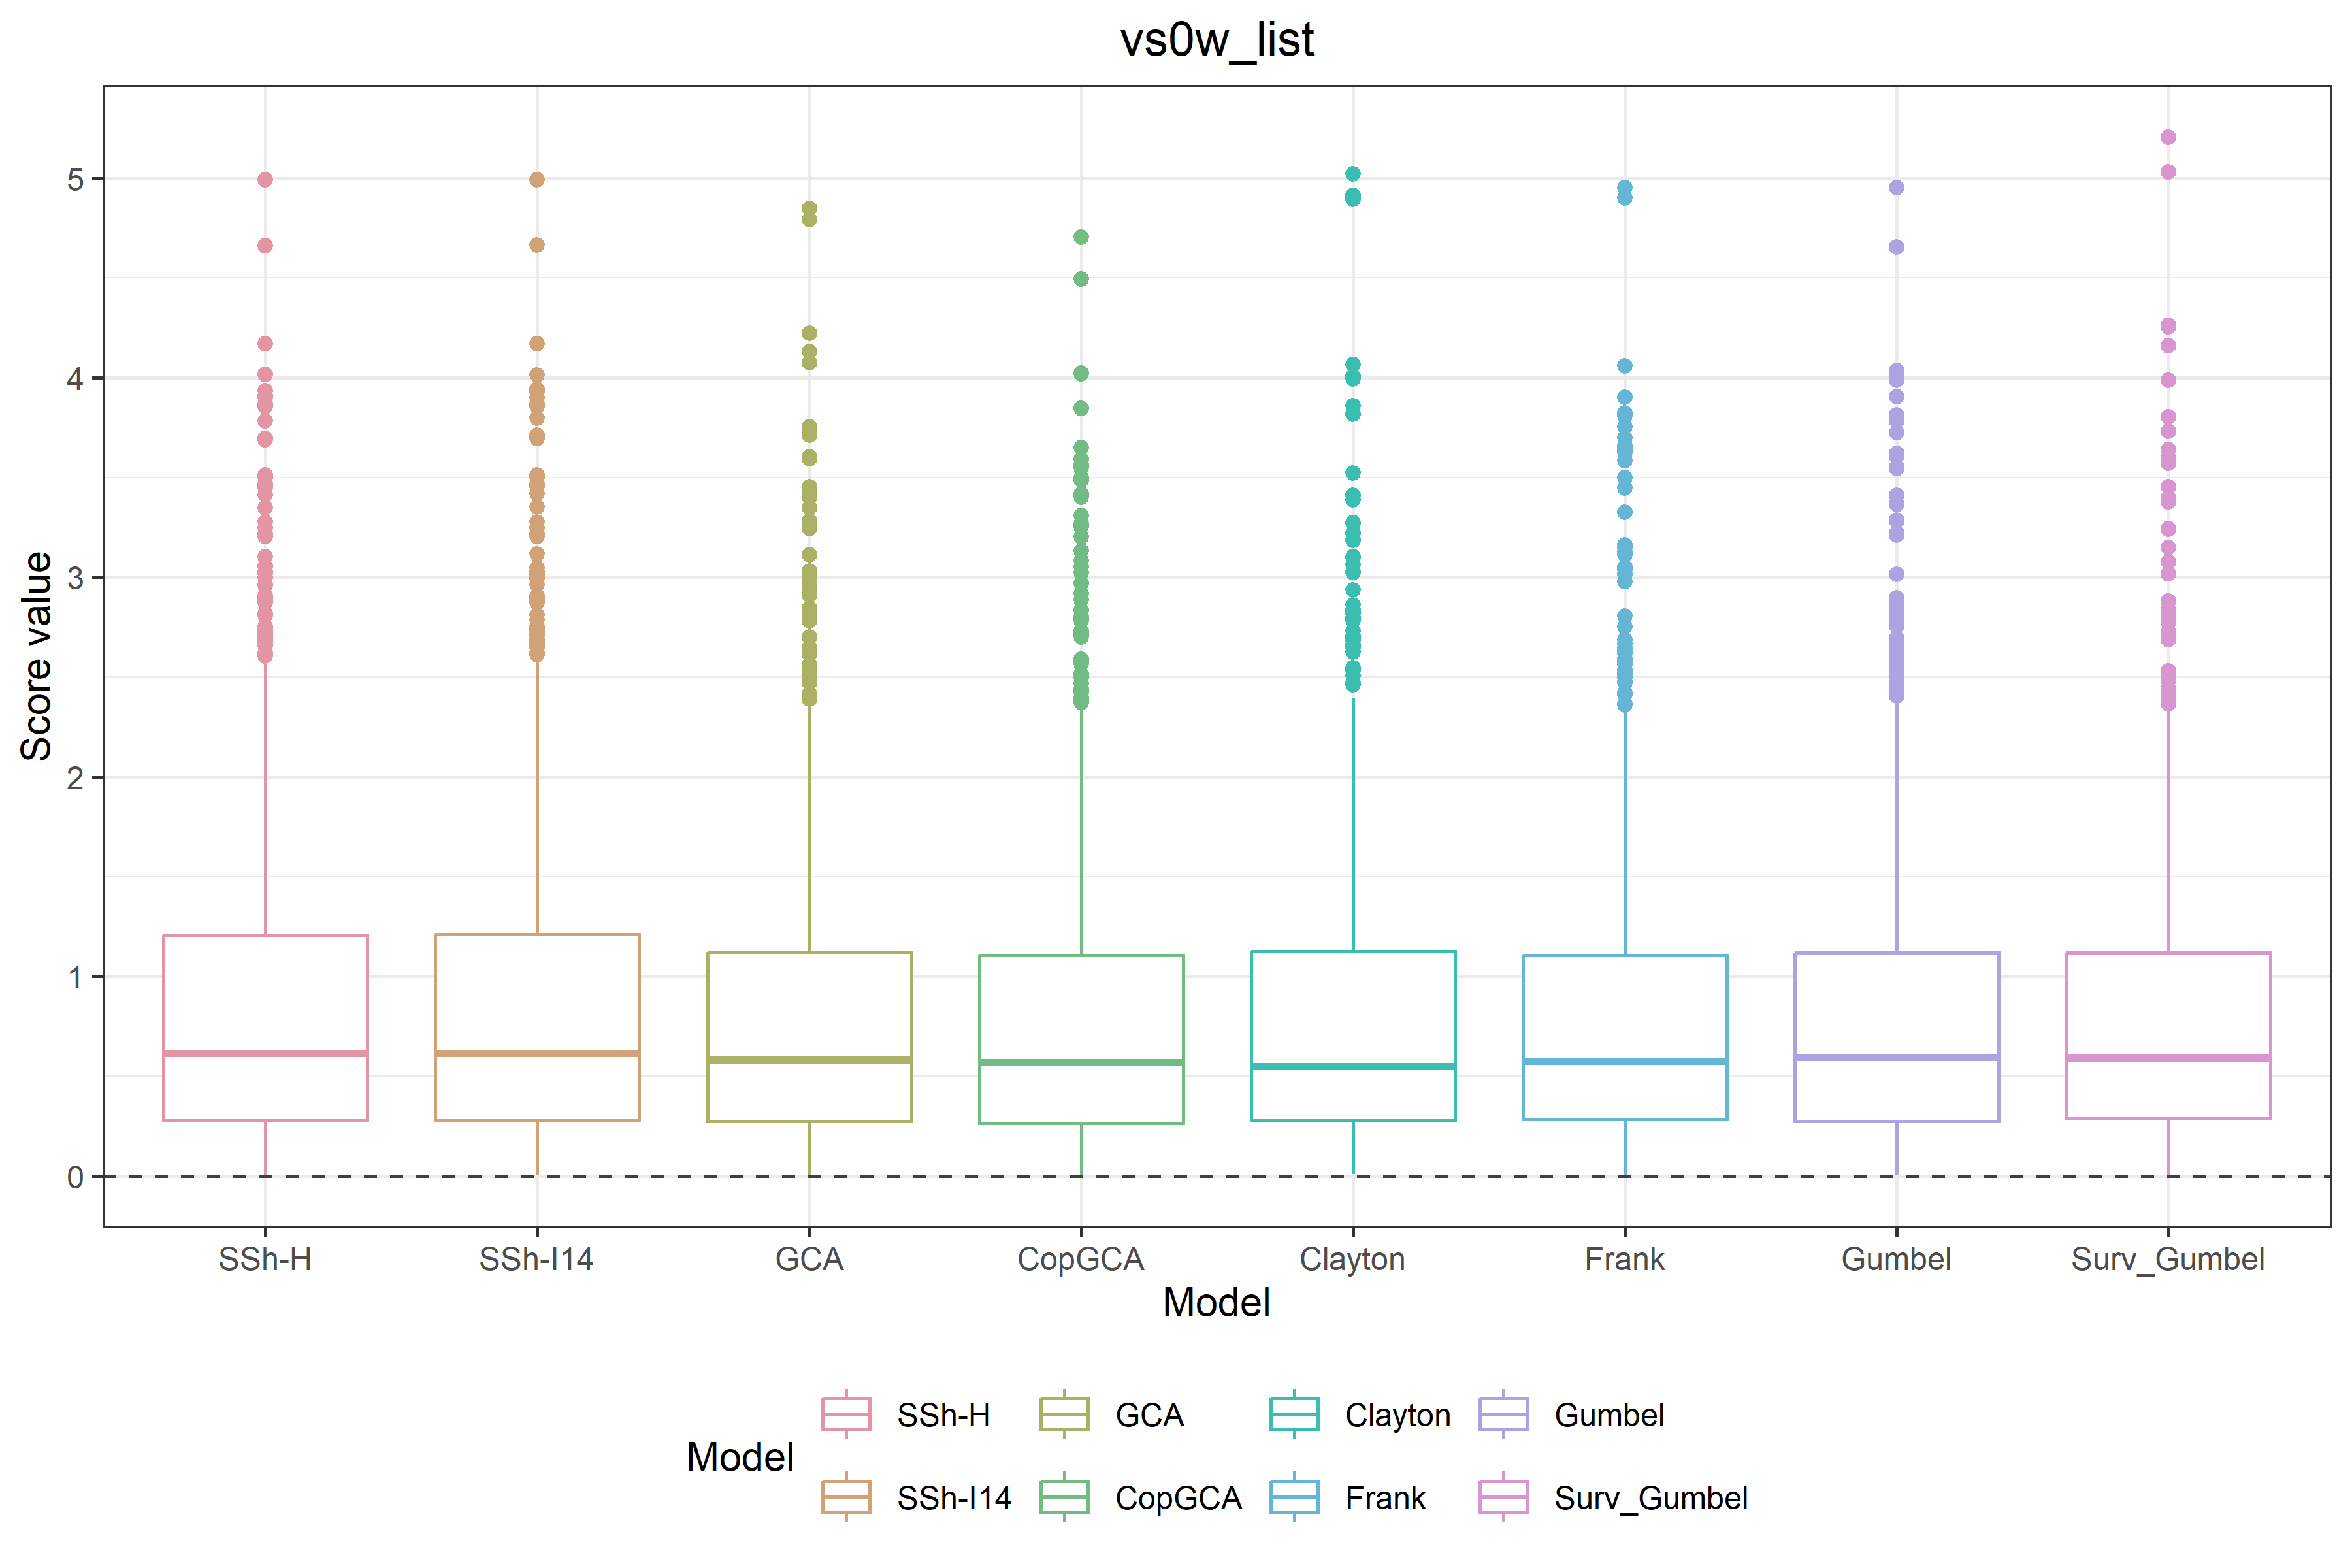 vs0w_list
Score value
5
4
3
2
1
0
SSh-H SSh-I14 GCA CopGCA Clayton Frank Gumbel Surv_Gumbel
Model
Model
SSh-H GCA Clayton Gumbel
SSh-I14 CopGCA Frank Surv_Gumbel